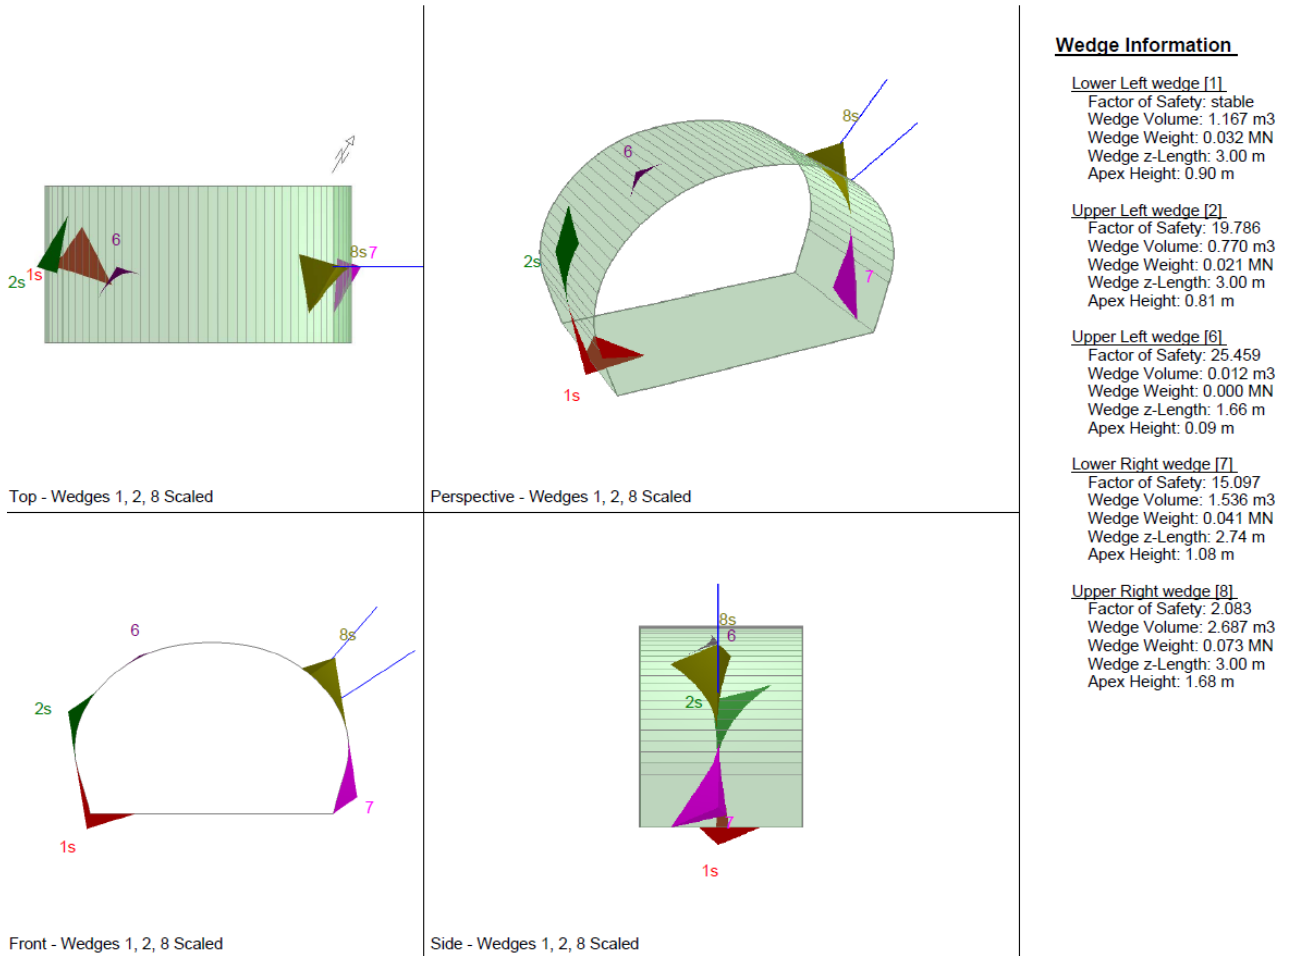 8s
6
8s
7
6
2s
1s
2s
7
1s
Top - Wedges 1, 2, 8 Scaled
Perspective - Wedges 1, 2, 8 Scaled
6
8s
2s
7
1s
8s
6
2s
7
1s
Front - Wedges 1, 2, 8 Scaled
Side - Wedges 1, 2, 8 Scaled
Wedge Information
Lower Left wedge [1]
Factor of Safety: stable
Wedge Volume: 1.167 m3
Wedge Weight: 0.032 MN
Wedge z-Length: 3.00 m
Apex Height: 0.90 m
Upper Left wedge [2]
Factor of Safety: 19.786
Wedge Volume: 0.770 m3
Wedge Weight: 0.021 MN
Wedge z-Length: 3.00 m
Apex Height: 0.81 m
Upper Left wedge [6]
Factor of Safety: 25.459
Wedge Volume: 0.012 m3
Wedge Weight: 0.000 MN
Wedge z-Length: 1.66 m
Apex Height: 0.09 m
Lower Right wedge [7]
Factor of Safety: 15.097
Wedge Volume: 1.536 m3
Wedge Weight: 0.041 MN
Wedge z-Length: 2.74 m
Apex Height: 1.08 m
Upper Right wedge [8]
Factor of Safety: 2.083
Wedge Volume: 2.687 m3
Wedge Weight: 0.073 MN
Wedge z-Length: 3.00 m
Apex Height: 1.68 m